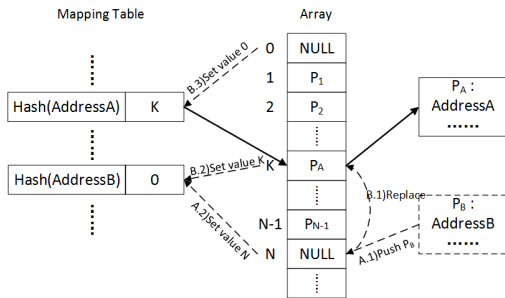 Mapping Table
Array
0
NULL
1
P1
2
P2
K
PA
N-1
PN-1
N
NULL
Hash(AddressA)
K
Hash(AddressB)
0
B.3)Set value 0
B.2)Set value K
A.2)Set value N
B.1)Replace
A.1)Push PB
PA :
AddressA
......
PB :
AddressB
......